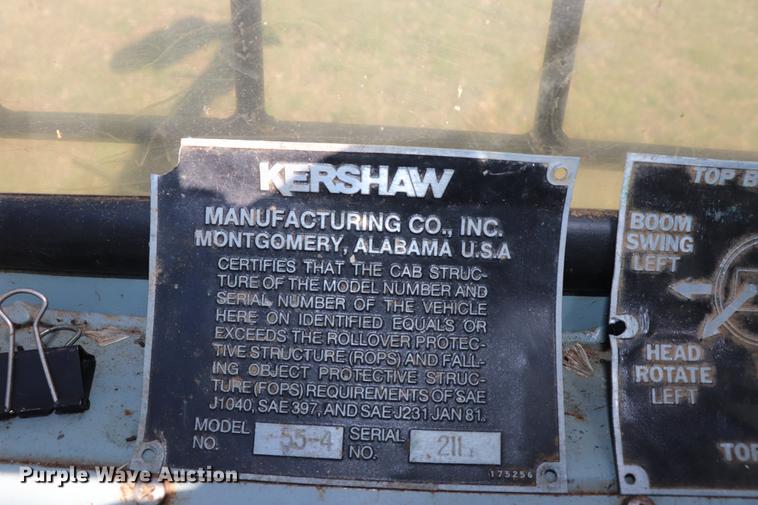 KERSHAW
MANUFACTURING CO., INC.
MONTGOMERY, ALABAMA U.S.A
CERTIFIES THAT THE CAB STRUC-
TURE OF THE MODEL NUMBER AND
SERIAL NUMBER OF THE VEHICLE
HERE ON IDENTIFIED EQUALS OR
EXCEEDS THE ROLLOVER PROTEC-
TIVE STRUCTURE (ROPS) AND FALL-
ING OBJECT PROTECTIVE STRUC-
TURE (FOPS) REQUIREMENTS OF SAE
J1040, SAE 397, AND SAE J231 JAN 81.
MODEL NO. 55-4 SERIAL NO. 211
175256
TOP B
BOOM
SWING
LEFT
HEAD
ROTATE
LEFT
TOP
Purple Wave Auction